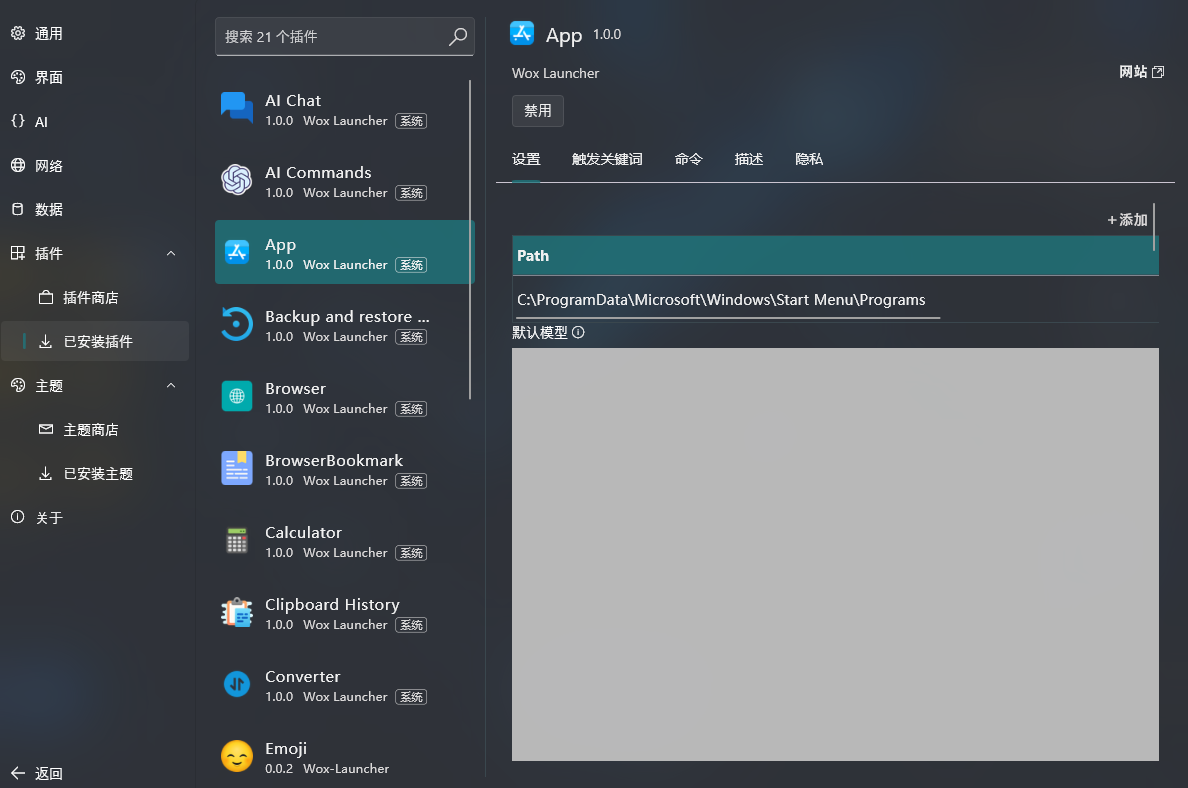 通用
界面
AI
网络
数据
插件
插件商店
已安装插件
主题
主题商店
已安装主题
关于
返回
搜索 21 个插件
AI Chat
1.0.0 Wox Launcher 系统
AI Commands
1.0.0 Wox Launcher 系统
App
1.0.0 Wox Launcher 系统
Backup and restore ...
1.0.0 Wox Launcher 系统
Browser
1.0.0 Wox Launcher 系统
BrowserBookmark
1.0.0 Wox Launcher 系统
Calculator
1.0.0 Wox Launcher 系统
Clipboard History
1.0.0 Wox Launcher 系统
Converter
1.0.0 Wox Launcher 系统
Emoji
0.0.2 Wox-Launcher
App 1.0.0
Wox Launcher 网站
禁用
设置 触发关键词 命令 描述 隐私
+ 添加
Path
C:\ProgramData\Microsoft\Windows\Start Menu\Programs
默认模型